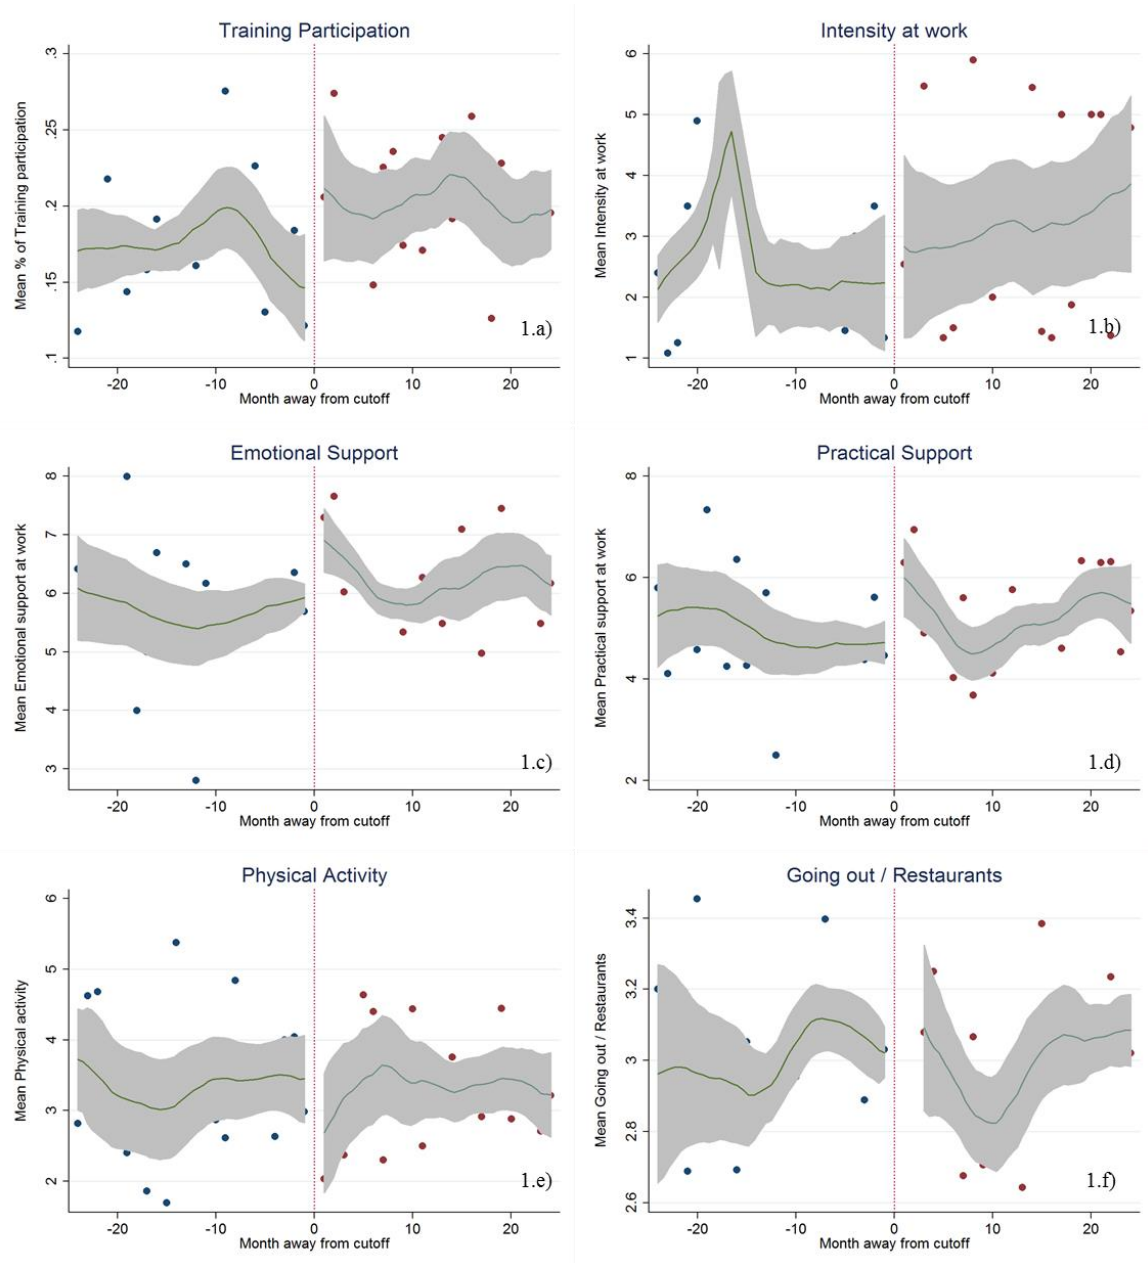 Training Participation
Mean % of Training participation
.3
.25
.2
.15
.1
1.a)
-20 -10 0 10 20
Month away from cutoff
Intensity at work
Mean Intensity at work
6
5
4
3
2
1
1.b)
-20 -10 0 10 20
Month away from cutoff
Emotional Support
Mean Emotional support at work
8
7
6
5
4
3
1.c)
-20 -10 0 10 20
Month away from cutoff
Practical Support
Mean Practical support at work
8
6
4
2
1.d)
-20 -10 0 10 20
Month away from cutoff
Physical Activity
Mean Physical activity
6
5
4
3
2
1.e)
-20 -10 0 10 20
Month away from cutoff
Going out / Restaurants
Mean Going out / Restaurants
3.4
3.2
3
2.8
2.6
1.f)
-20 -10 0 10 20
Month away from cutoff